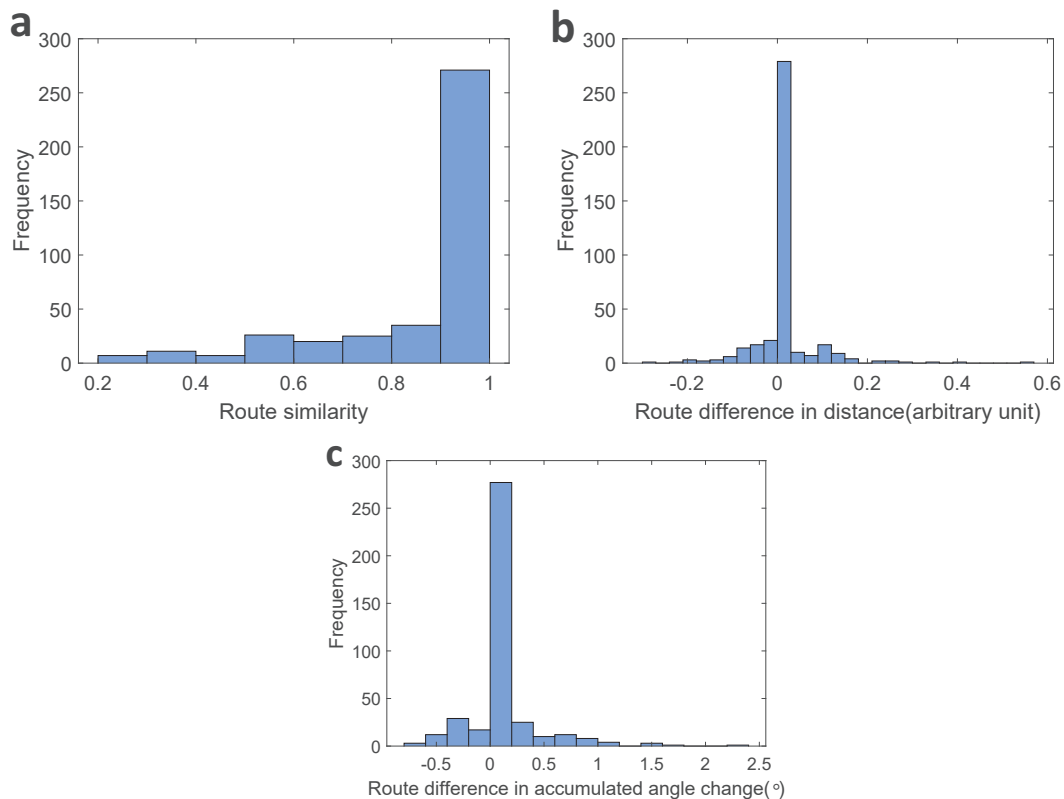 a
300
250
200
150
100
50
0
Frequency
0.2 0.4 0.6 0.8 1
Route similarity
b
300
250
200
150
100
50
0
Frequency
-0.2 0 0.2 0.4 0.6
Route difference in distance(arbitrary unit)
c
300
250
200
150
100
50
0
Frequency
-0.5 0 0.5 1 1.5 2 2.5
Route difference in accumulated angle change(°)